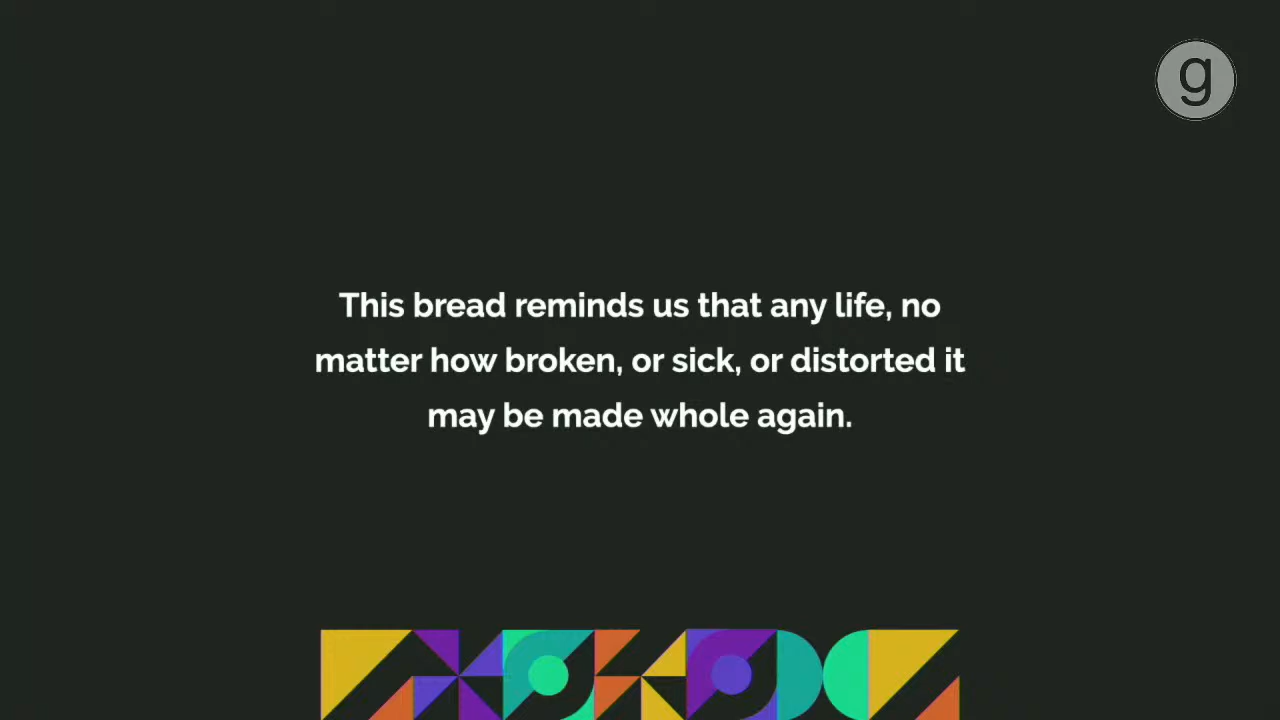 g
This bread reminds us that any life, no
matter how broken, or sick, or distorted it
may be made whole again.